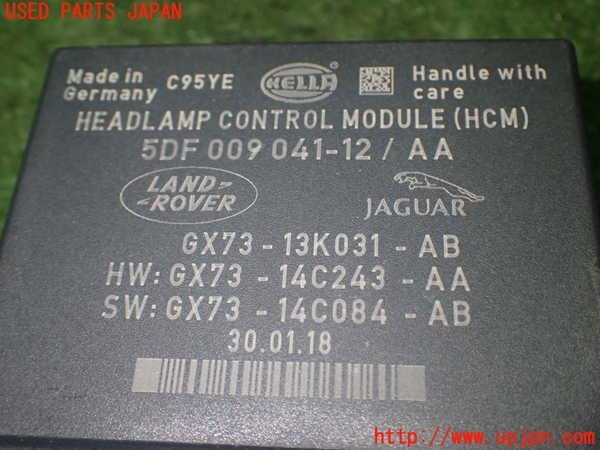 USED PARTS JAPAN
Made in Germany C95YE HELLA Handle with care
HEADLAMP CONTROL MODULE (HCM)
5DF 009 041-12 / AA
LAND ROVER JAGUAR
GX73 - 13K031 - AB
HW: GX73 - 14C243 - AA
SW: GX73 - 14C084 - AB
30.01.18
http://www.upjpn.com/